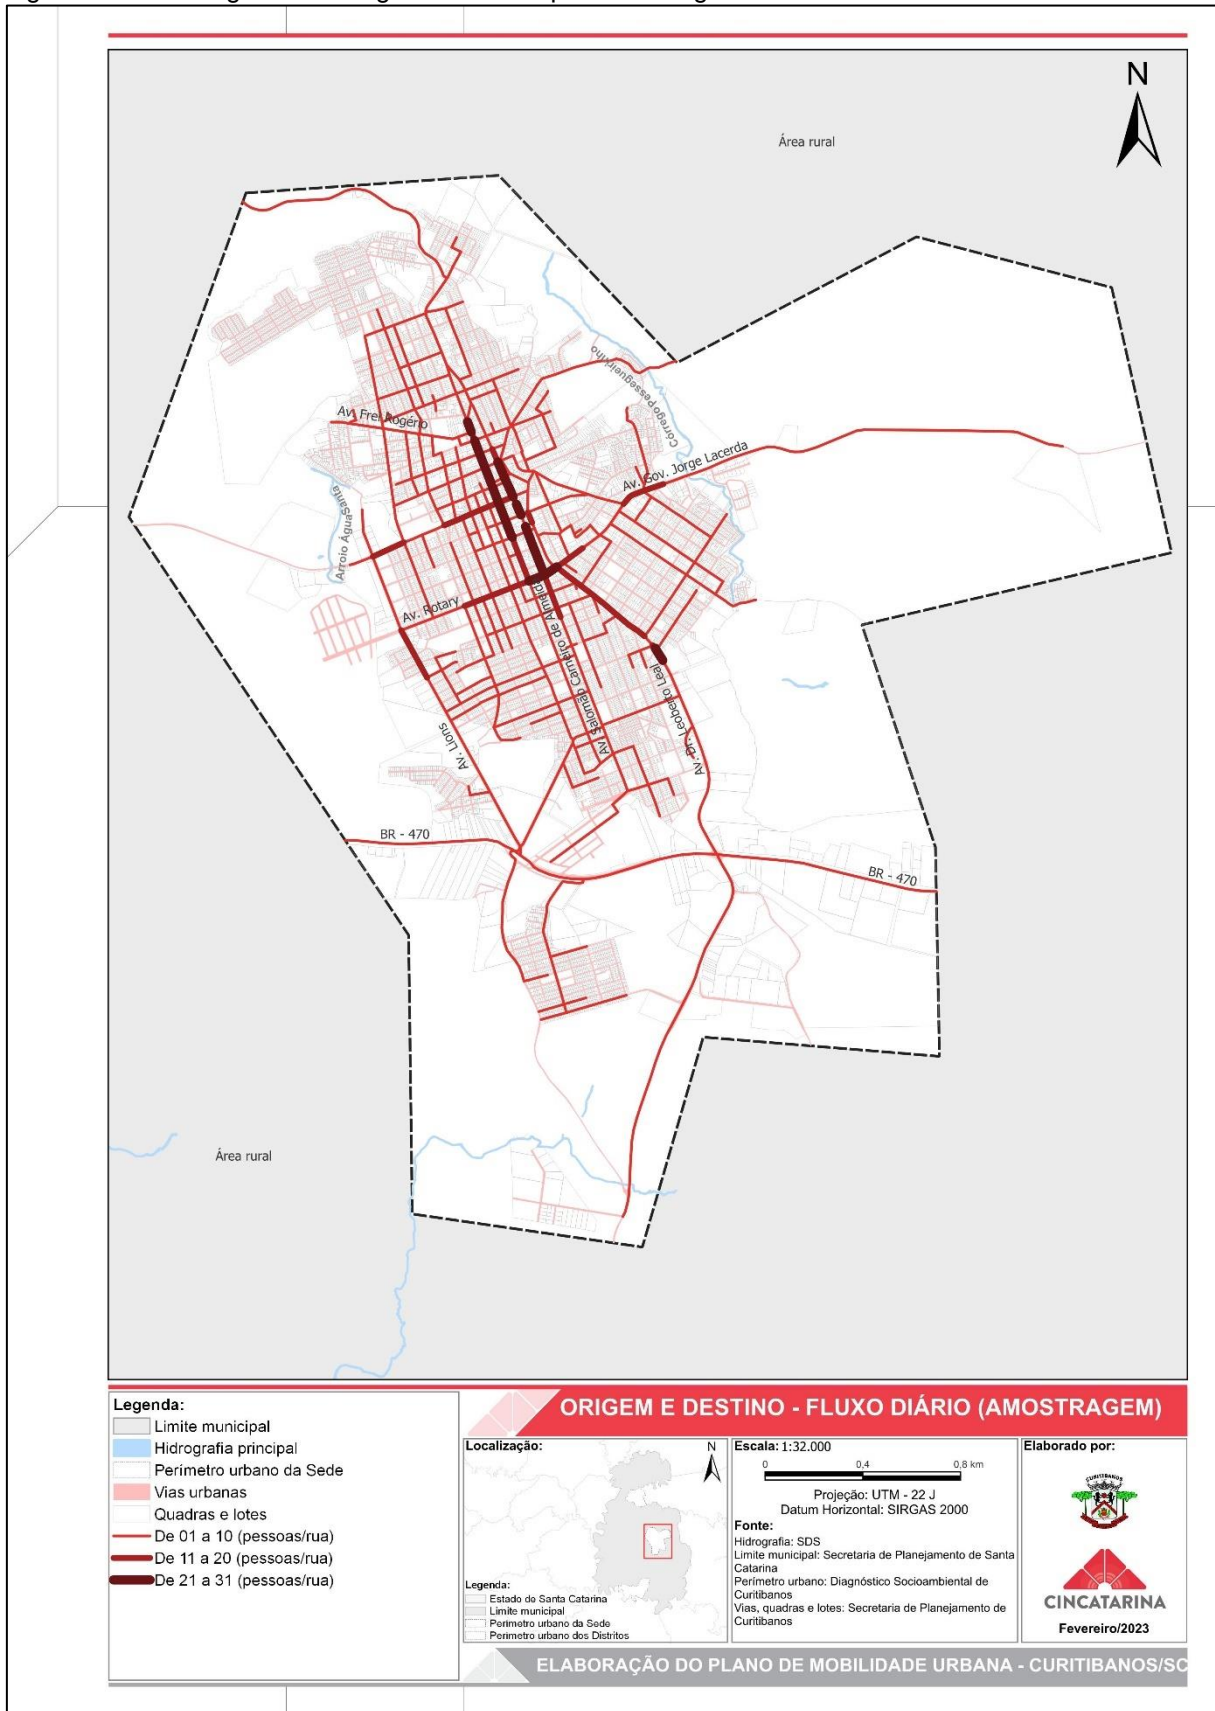 N
Área rural
Córrego Pessegueirinho
Av. Frei Rogério
Av. Gov. Jorge Lacerda
Arroio Água Santa
Av. Rotary
Av. Salomão Carneiro de Almeida
Av. Dr. Leoberto Leal
Av. Lions
BR - 470
BR - 470
Área rural
Legenda:
Limite municipal
Hidrografia principal
Perímetro urbano da Sede
Vias urbanas
Quadras e lotes
De 01 a 10 (pessoas/rua)
De 11 a 20 (pessoas/rua)
De 21 a 31 (pessoas/rua)
ORIGEM E DESTINO - FLUXO DIÁRIO (AMOSTRAGEM)
Localização:
N
Legenda:
Estado de Santa Catarina
Limite municipal
Perímetro urbano da Sede
Perímetro urbano dos Distritos
Escala: 1:32.000
0 0,4 0,8 km
Projeção: UTM - 22 J
Datum Horizontal: SIRGAS 2000
Fonte:
Hidrografia: SDS
Limite municipal: Secretaria de Planejamento de Santa
Catarina
Perímetro urbano: Diagnóstico Socioambiental de
Curitibanos
Vias, quadras e lotes: Secretaria de Planejamento de
Curitibanos
Elaborado por:
CURITIBANOS
CINCATARINA
Fevereiro/2023
ELABORAÇÃO DO PLANO DE MOBILIDADE URBANA - CURITIBANOS/SC